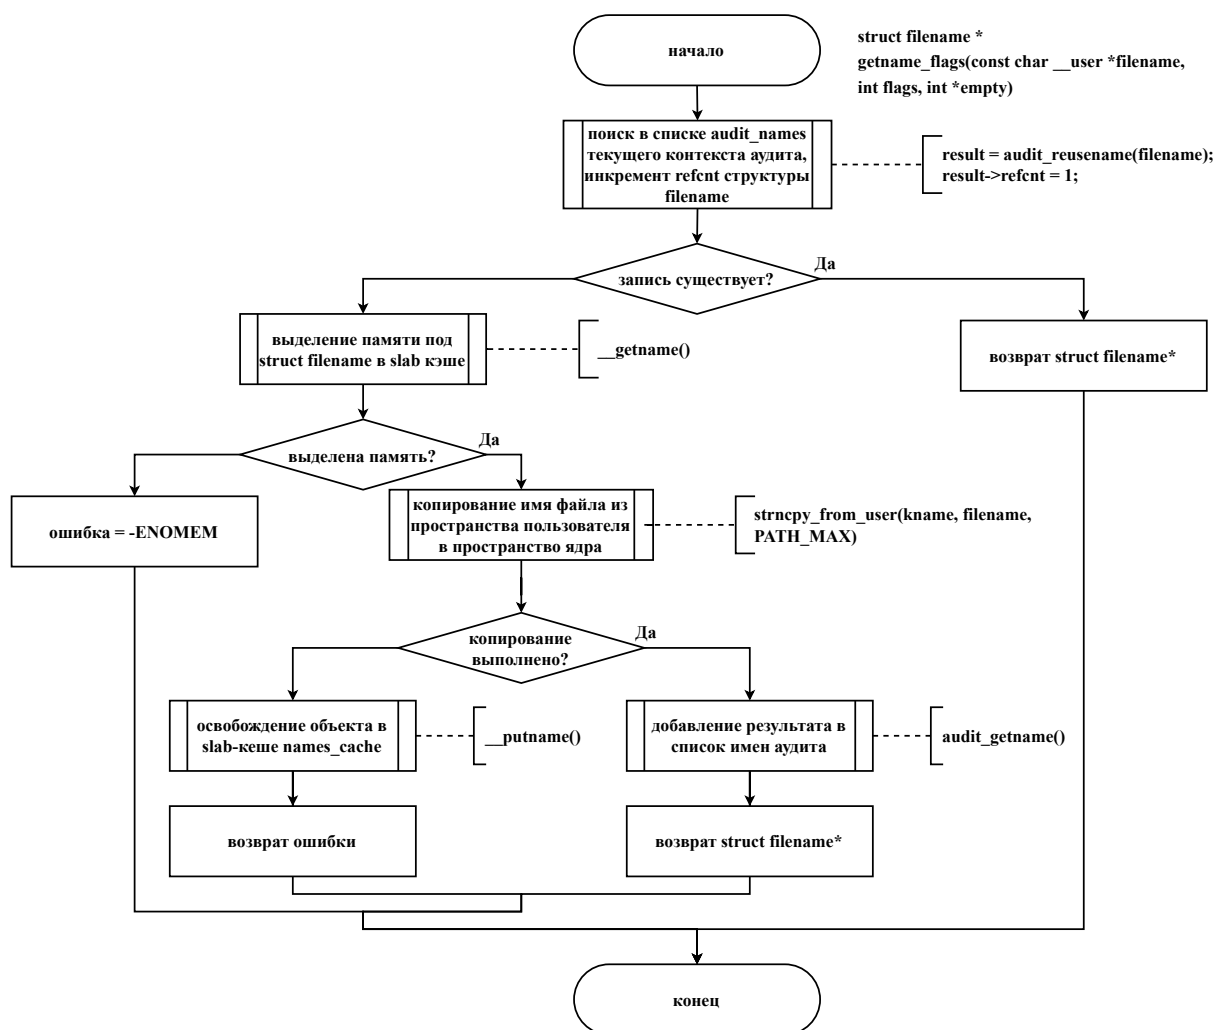 начало
struct filename *
getname_flags(const char __user *filename,
int flags, int *empty)
поиск в списке audit_names
текущего контекста аудита,
инкремент refcnt структуры
filename
result = audit_reusename(filename);
result->refcnt = 1;
запись существует?
Да
выделение памяти под
struct filename в slab кэше
__getname()
возврат struct filename*
выделена память?
Да
ошибка = -ENOMEM
копирование имя файла из
пространства пользователя
в пространство ядра
strncpy_from_user(kname, filename,
PATH_MAX)
копирование
выполнено?
Да
освобождение объекта в
slab-кеше names_cache
__putname()
добавление результата в
список имен аудита
audit_getname()
возврат ошибки
возврат struct filename*
конец